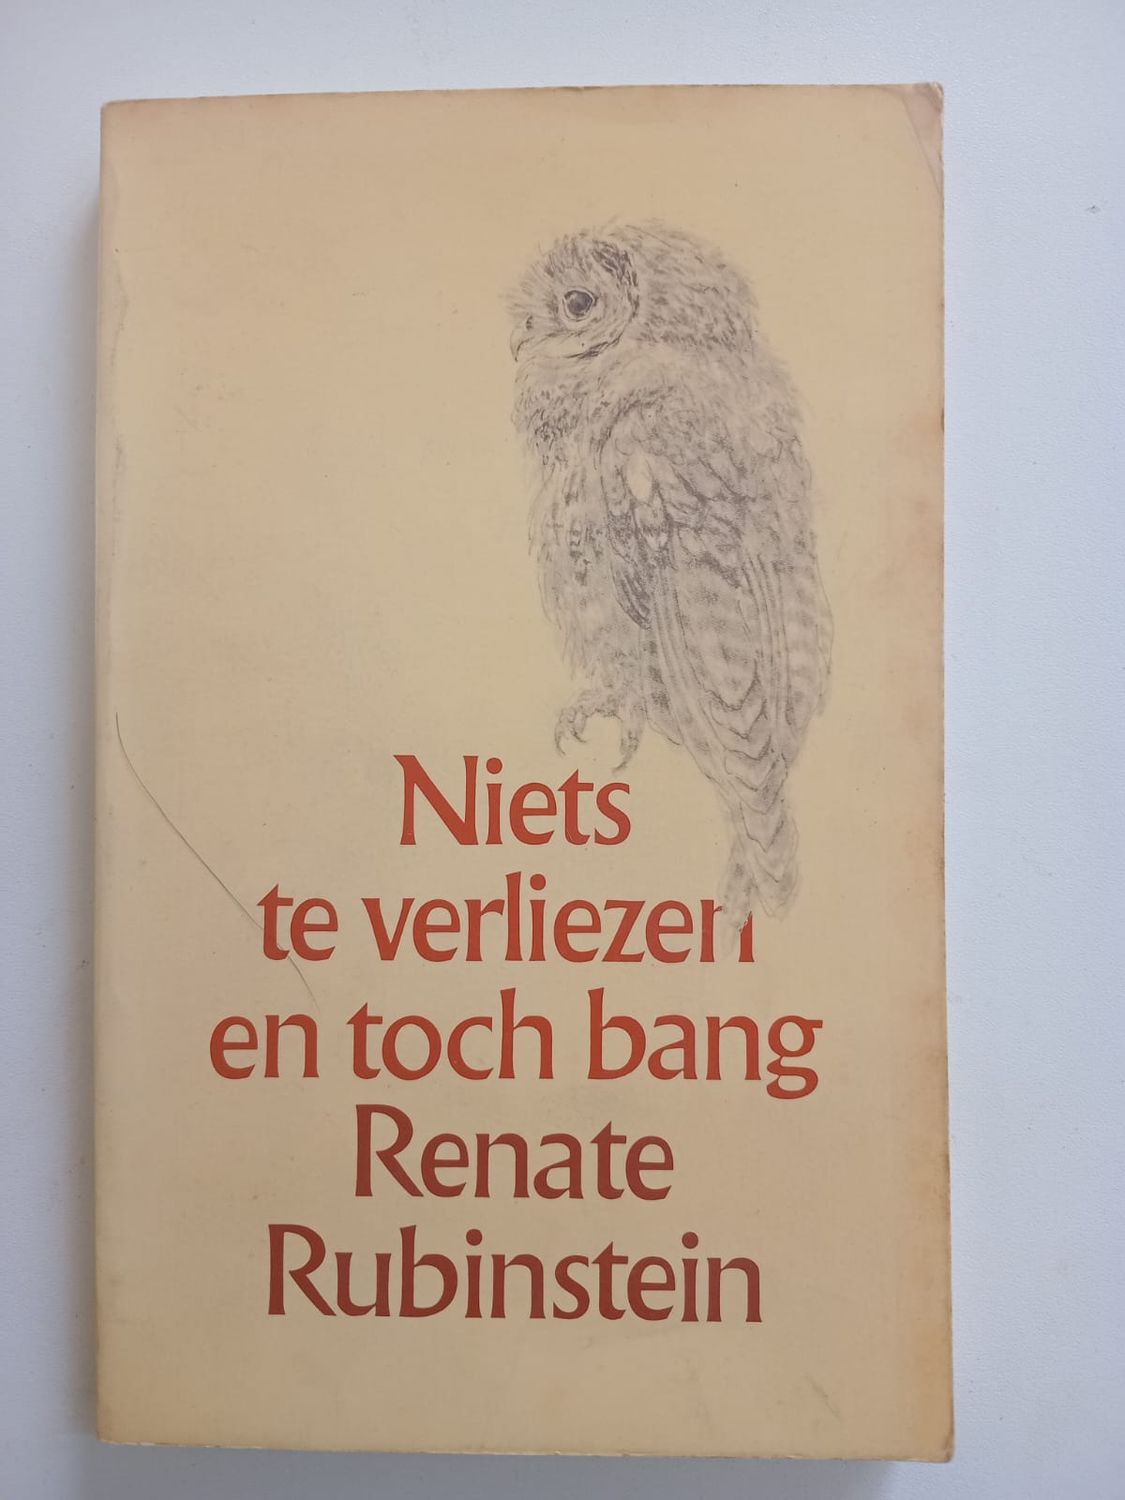 Niets
te verliezen
en toch bang
Renate
Rubinstein